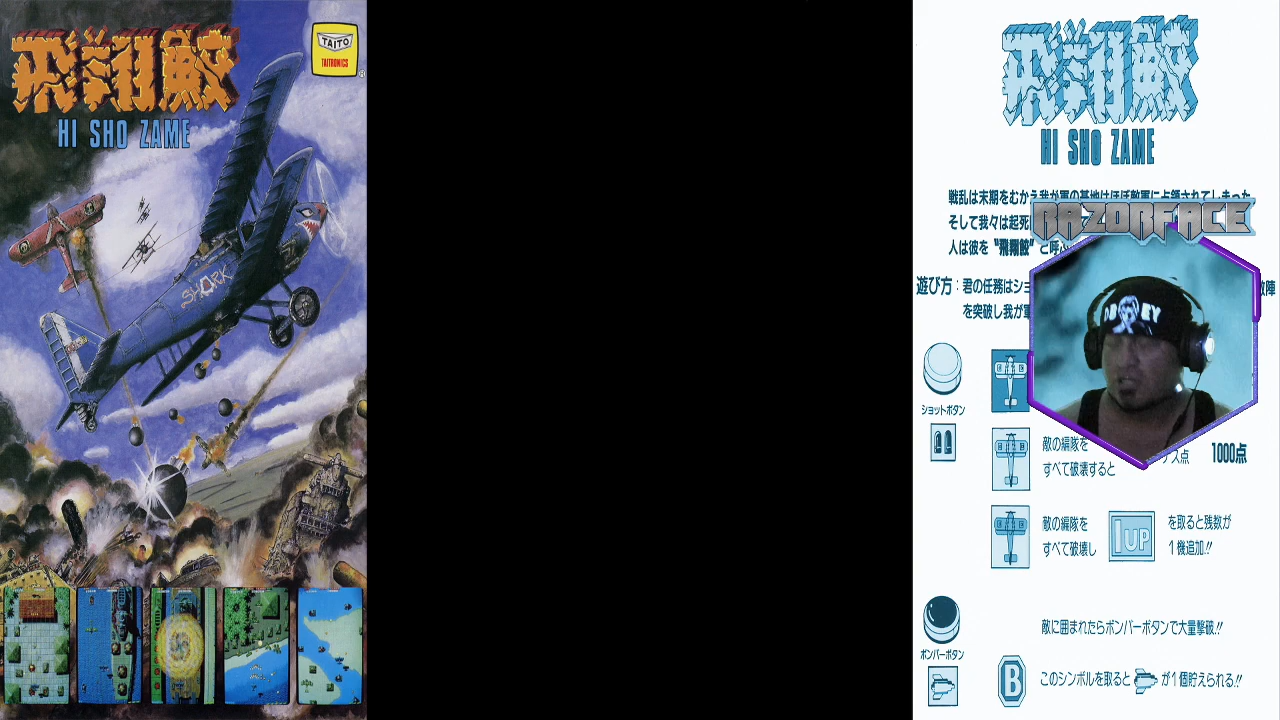 飛翔鮫
HI SHO ZAME
TAITO
TAITRONICS
SHARK
飛翔鮫
HI SHO ZAME
戦乱は末期をむかえ我が軍の基地はほぼ敵軍に占領されてしまった
そして我々は起死
人は彼を“飛翔鮫”と呼
RAZORFACE
遊び方：君の任務はショ
敵陣
を突破し我が軍
OBEY
ショットボタン
敵の編隊を
すべて破壊すると
ス点 1000点
敵の編隊を
すべて破壊し
1UP
を取ると残数が
1機追加!!
敵に囲まれたらボンバーボタンで大量撃破!!
ボンバーボタン
B
このシンボルを取ると
が1個貯えられる!!